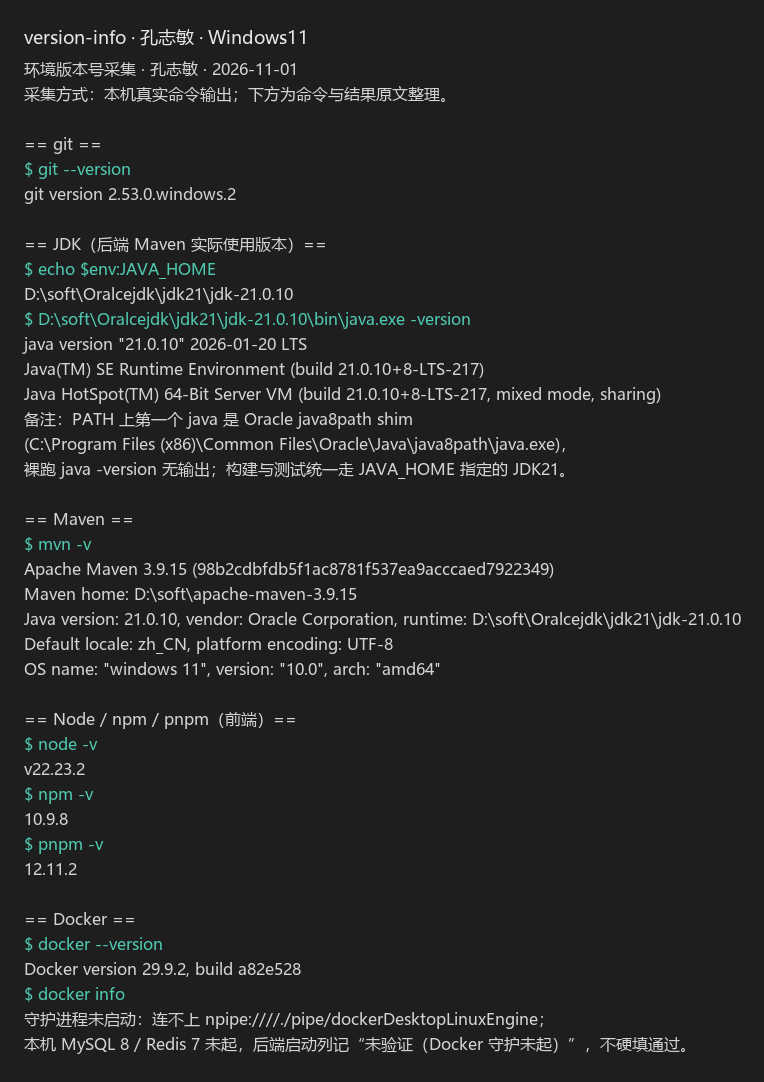 version-info · 孔志敏 · Windows11
环境版本号采集 · 孔志敏 · 2026-11-01
采集方式：本机真实命令输出；下方为命令与结果原文整理。
== git ==
$ git --version
git version 2.53.0.windows.2
== JDK（后端 Maven 实际使用版本）==
$ echo $env:JAVA_HOME
D:\soft\Oralcejdk\jdk21\jdk-21.0.10
$ D:\soft\Oralcejdk\jdk21\jdk-21.0.10\bin\java.exe -version
java version "21.0.10" 2026-01-20 LTS
Java(TM) SE Runtime Environment (build 21.0.10+8-LTS-217)
Java HotSpot(TM) 64-Bit Server VM (build 21.0.10+8-LTS-217, mixed mode, sharing)
备注：PATH 上第一个 java 是 Oracle java8path shim
(C:\Program Files (x86)\Common Files\Oracle\Java\java8path\java.exe)，
裸跑 java -version 无输出；构建与测试统一走 JAVA_HOME 指定的 JDK21。
== Maven ==
$ mvn -v
Apache Maven 3.9.15 (98b2cdbfdb5f1ac8781f537ea9acccaed7922349)
Maven home: D:\soft\apache-maven-3.9.15
Java version: 21.0.10, vendor: Oracle Corporation, runtime: D:\soft\Oralcejdk\jdk21\jdk-21.0.10
Default locale: zh_CN, platform encoding: UTF-8
OS name: "windows 11", version: "10.0", arch: "amd64"
== Node / npm / pnpm（前端）==
$ node -v
v22.23.2
$ npm -v
10.9.8
$ pnpm -v
12.11.2
== Docker ==
$ docker --version
Docker version 29.9.2, build a82e528
$ docker info
守护进程未启动：连不上 npipe:////./pipe/dockerDesktopLinuxEngine；
本机 MySQL 8 / Redis 7 未起，后端启动列记“未验证（Docker 守护未起）”，不硬填通过。